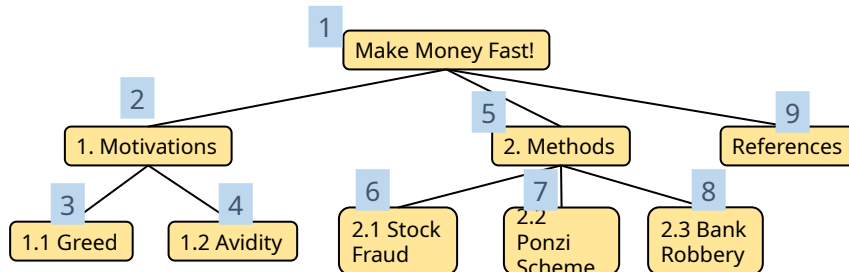 1
Make Money Fast!
2
5
9
1. Motivations
2. Methods
References
3
4
6
7
8
1.1 Greed
1.2 Avidity
2.1 Stock
Fraud
2.2
Ponzi
Scheme
2.3 Bank
Robbery